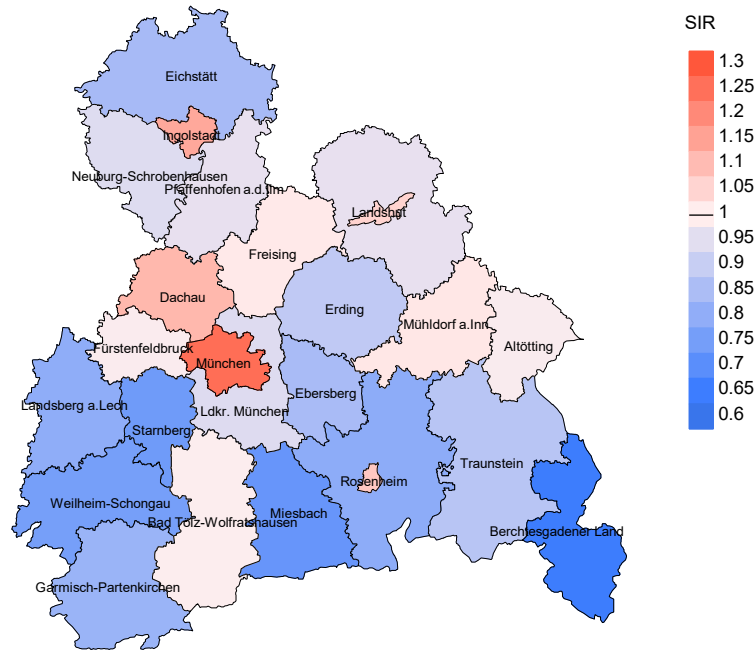 SIR
1.3
1.25
1.2
1.15
1.1
1.05
1
0.95
0.9
0.85
0.8
0.75
0.7
0.65
0.6
Eichstätt
Ingolstadt
Neuburg-Schrobenhausen
Pfaffenhofen a.d.Ilm
Landshut
Freising
Dachau
Erding
Mühldorf a.Inn
Altötting
Fürstenfeldbruck
München
Ebersberg
Landsberg a.Lech
Ldkr. München
Starnberg
Traunstein
Rosenheim
Weilheim-Schongau
Miesbach
Bad Tölz-Wolfratshausen
Berchtesgadener Land
Garmisch-Partenkirchen